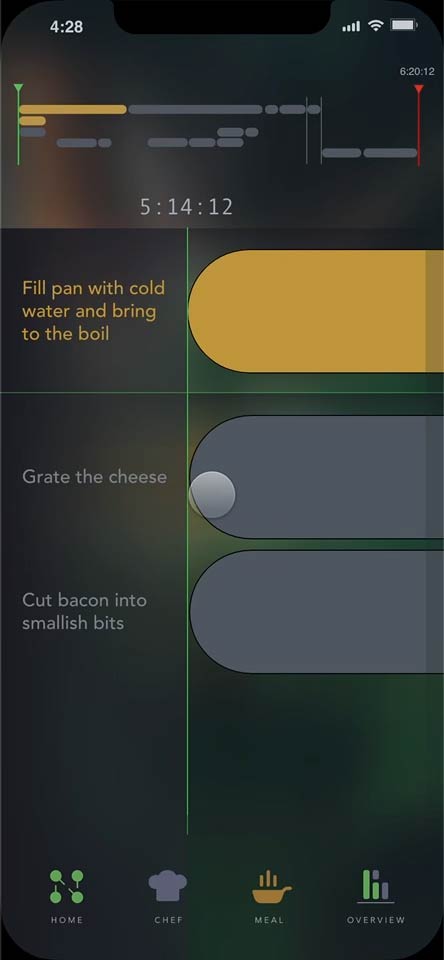 4:28
6:20:12
5:14:12
Fill pan with cold
water and bring
to the boil
Grate the cheese
Cut bacon into
smallish bits
HOME CHEF MEAL OVERVIEW